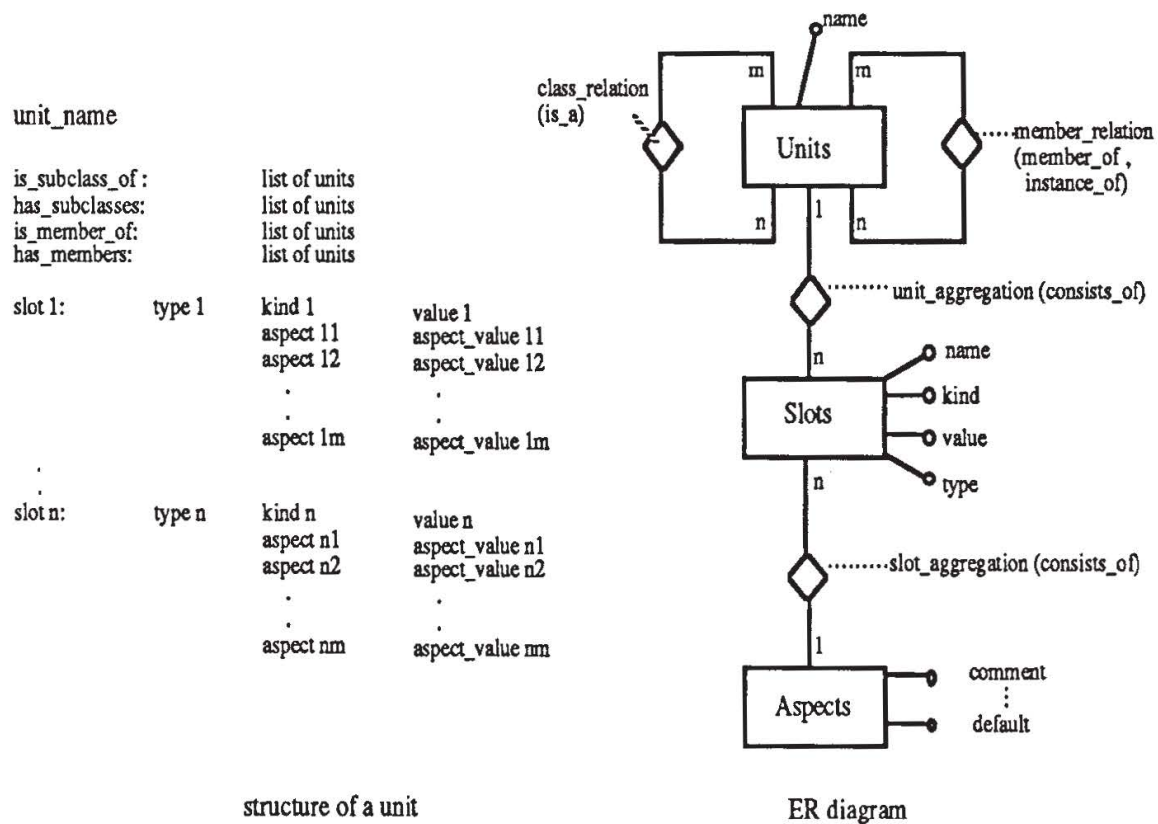 unit_name
is_subclass_of : list of units
has_subclasses: list of units
is_member_of: list of units
has_members: list of units
slot 1: type 1 kind 1 value 1
aspect 11 aspect_value 11
aspect 12 aspect_value 12
. .
. .
aspect 1m aspect_value 1m
.
.
slot n: type n kind n value n
aspect n1 aspect_value n1
aspect n2 aspect_value n2
. .
. .
aspect nm aspect_value nm
structure of a unit
name
m m
class_relation
(is_a)
Units
member_relation
(member_of ,
instance_of)
n 1 n
unit_aggregation (consists_of)
n
name
kind
Slots
value
type
n
slot_aggregation (consists_of)
1
comment
Aspects
default
ER diagram